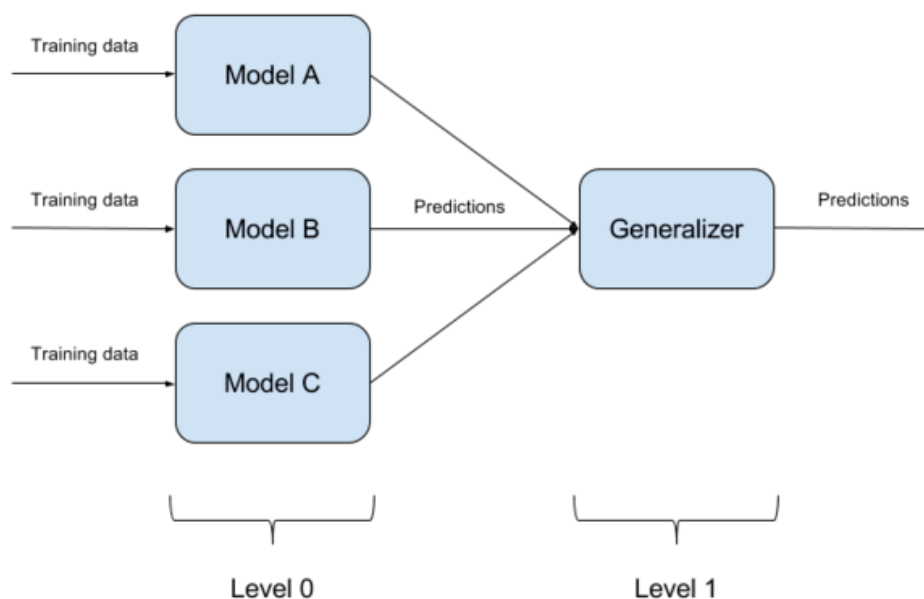 Training data
Model A
Training data
Model B
Predictions
Generalizer
Predictions
Training data
Model C
Level 0
Level 1